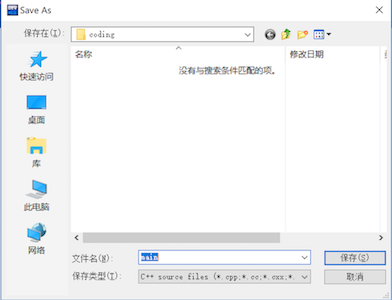 Save As
保存在(I):
coding
名称
修改日期
没有与搜索条件匹配的项。
快速访问
桌面
库
此电脑
网络
文件名(N):
main
保存(S)
保存类型(T):
C++ source files (*.cpp;*.cc;*.cxx;*.
取消